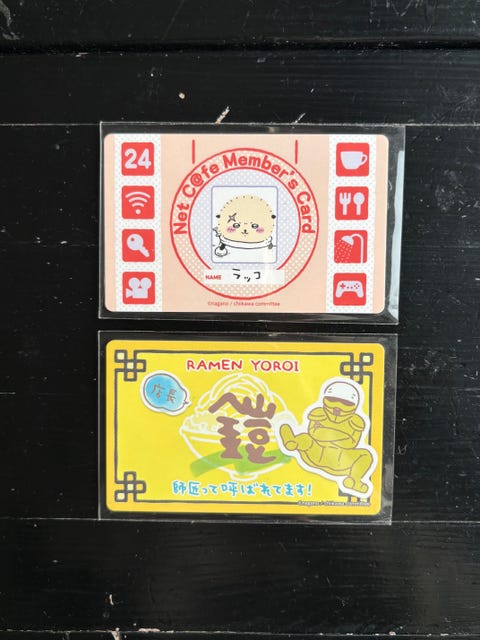 24
Net C@fe Member's Card
NAME ラッコ
©nagano / chiikawa committee
RAMEN YOROI
店長
鎧
師匠って呼ばれてます!
©nagano / chiikawa committee